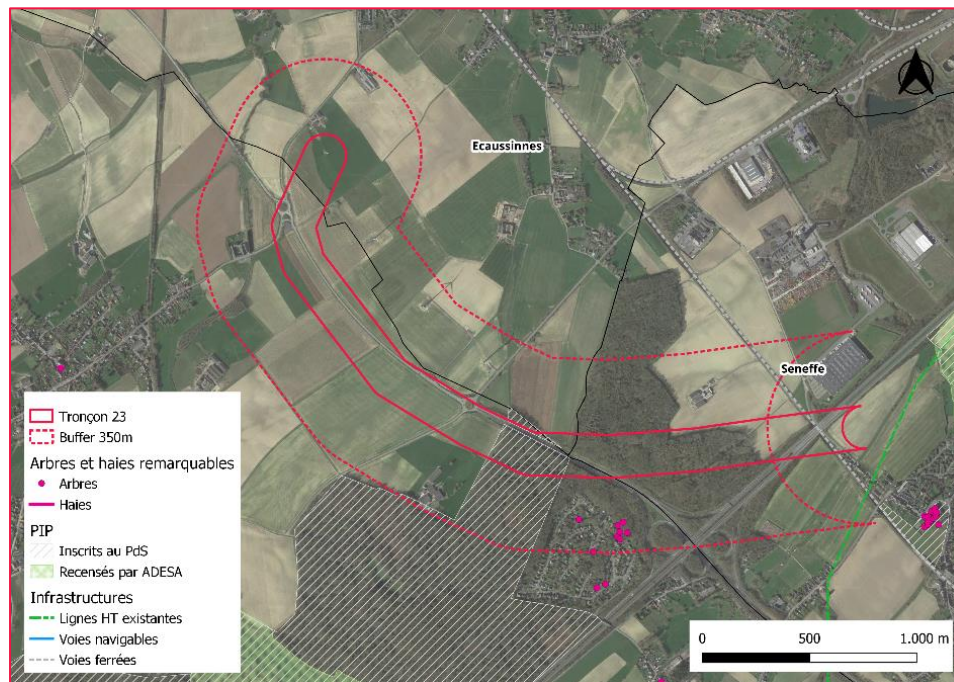 Ecaussinnes
Seneffe
Tronçon 23
Buffer 350m
Arbres et haies remarquables
Arbres
Haies
PIP
Inscrits au PdS
Recensés par ADESA
Infrastructures
Lignes HT existantes
Voies navigables
Voies ferrées
0 500 1.000 m